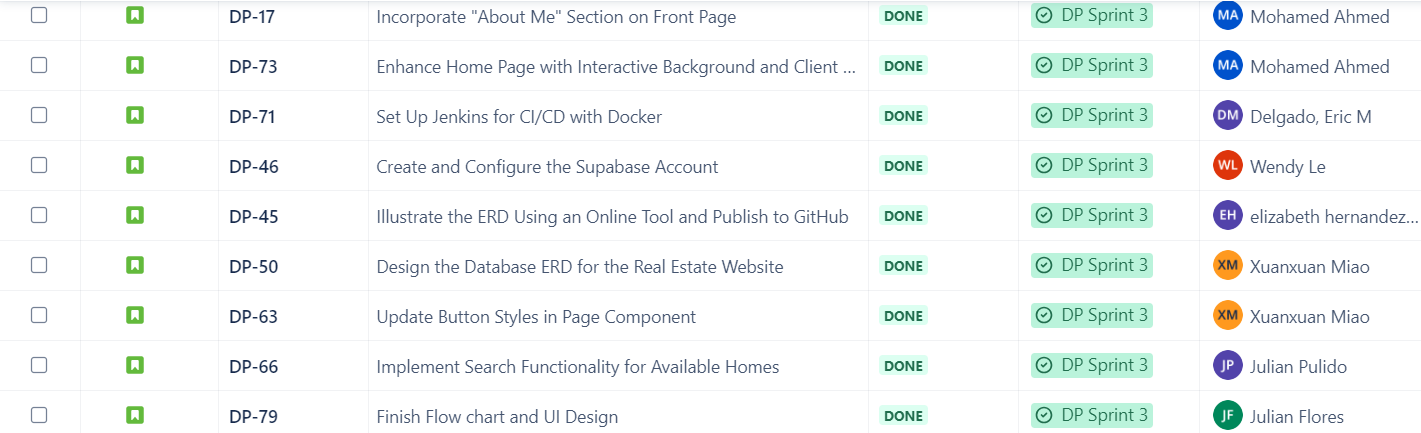 DP-17 Incorporate "About Me" Section on Front Page DONE DP Sprint 3 MA Mohamed Ahmed
DP-73 Enhance Home Page with Interactive Background and Client ... DONE DP Sprint 3 MA Mohamed Ahmed
DP-71 Set Up Jenkins for CI/CD with Docker DONE DP Sprint 3 DM Delgado, Eric M
DP-46 Create and Configure the Supabase Account DONE DP Sprint 3 WL Wendy Le
DP-45 Illustrate the ERD Using an Online Tool and Publish to GitHub DONE DP Sprint 3 EH elizabeth hernandez...
DP-50 Design the Database ERD for the Real Estate Website DONE DP Sprint 3 XM Xuanxuan Miao
DP-63 Update Button Styles in Page Component DONE DP Sprint 3 XM Xuanxuan Miao
DP-66 Implement Search Functionality for Available Homes DONE DP Sprint 3 JP Julian Pulido
DP-79 Finish Flow chart and UI Design DONE DP Sprint 3 JF Julian Flores